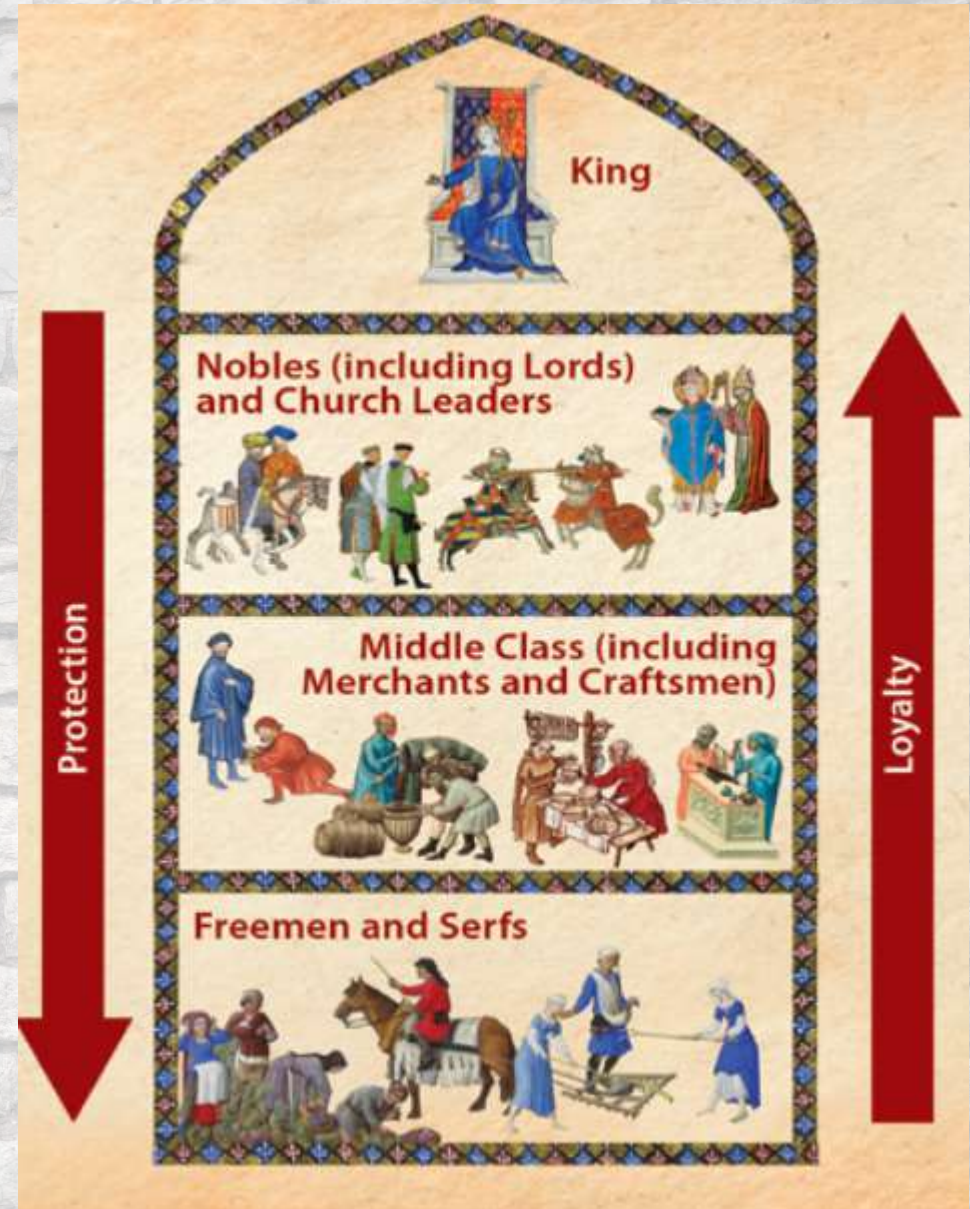 King
Nobles (including Lords)
and Church Leaders
Middle Class (including
Merchants and Craftsmen)
Freemen and Serfs
Protection
Loyalty